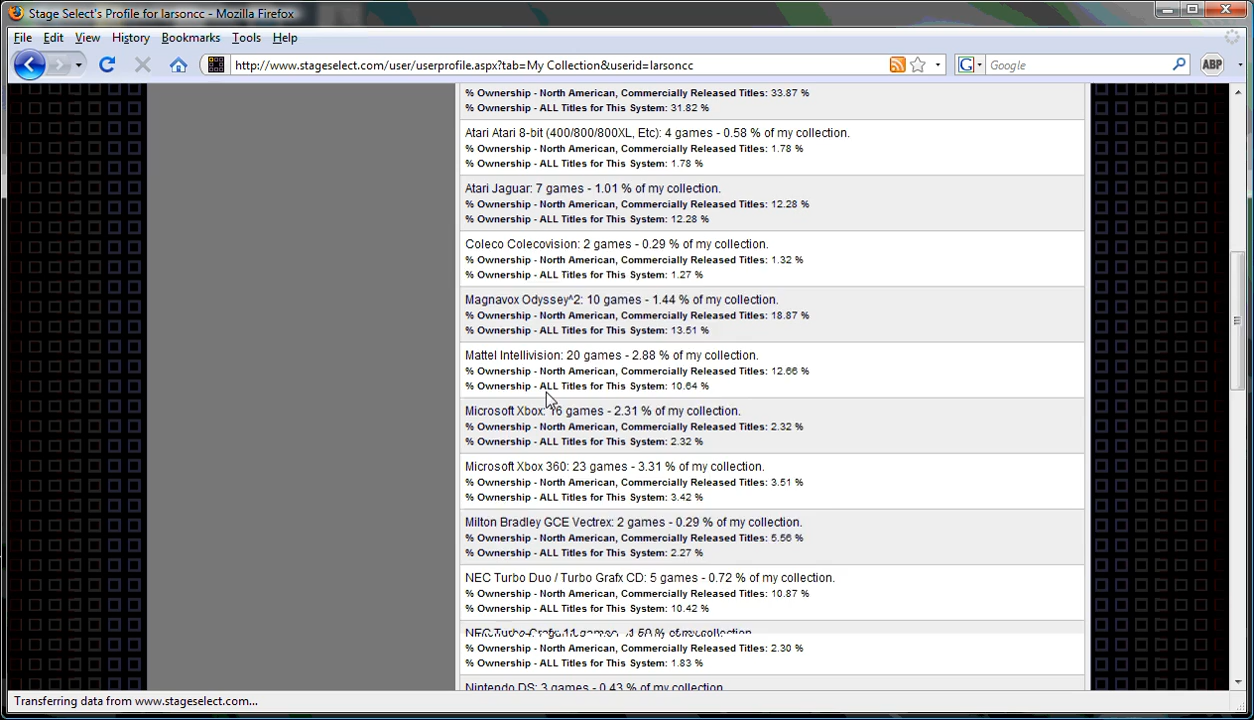 Stage Select's Profile for larsoncc - Mozilla Firefox
File Edit View History Bookmarks Tools Help
http://www.stageselect.com/user/userprofile.aspx?tab=My Collection&userid=larsoncc
Google
ABP
% Ownership - North American, Commercially Released Titles: 33.87 %
% Ownership - ALL Titles for This System: 31.82 %
Atari Atari 8-bit (400/800/800XL, Etc): 4 games - 0.58 % of my collection.
% Ownership - North American, Commercially Released Titles: 1.78 %
% Ownership - ALL Titles for This System: 1.78 %
Atari Jaguar: 7 games - 1.01 % of my collection.
% Ownership - North American, Commercially Released Titles: 12.28 %
% Ownership - ALL Titles for This System: 12.28 %
Coleco Colecovision: 2 games - 0.29 % of my collection.
% Ownership - North American, Commercially Released Titles: 1.32 %
% Ownership - ALL Titles for This System: 1.27 %
Magnavox Odyssey^2: 10 games - 1.44 % of my collection.
% Ownership - North American, Commercially Released Titles: 18.87 %
% Ownership - ALL Titles for This System: 13.51 %
Mattel Intellivision: 20 games - 2.88 % of my collection.
% Ownership - North American, Commercially Released Titles: 12.66 %
% Ownership - ALL Titles for This System: 10.64 %
Microsoft Xbox: 16 games - 2.31 % of my collection.
% Ownership - North American, Commercially Released Titles: 2.32 %
% Ownership - ALL Titles for This System: 2.32 %
Microsoft Xbox 360: 23 games - 3.31 % of my collection.
% Ownership - North American, Commercially Released Titles: 3.51 %
% Ownership - ALL Titles for This System: 3.42 %
Milton Bradley GCE Vectrex: 2 games - 0.29 % of my collection.
% Ownership - North American, Commercially Released Titles: 5.56 %
% Ownership - ALL Titles for This System: 2.27 %
NEC Turbo Duo / Turbo Grafx CD: 5 games - 0.72 % of my collection.
% Ownership - North American, Commercially Released Titles: 10.87 %
% Ownership - ALL Titles for This System: 10.42 %
% of my collection.
% Ownership - North American, Commercially Released Titles: 2.30 %
% Ownership - ALL Titles for This System: 1.83 %
Nintendo DS: 3 games - 0.43 % of my collection.
Transferring data from www.stageselect.com...